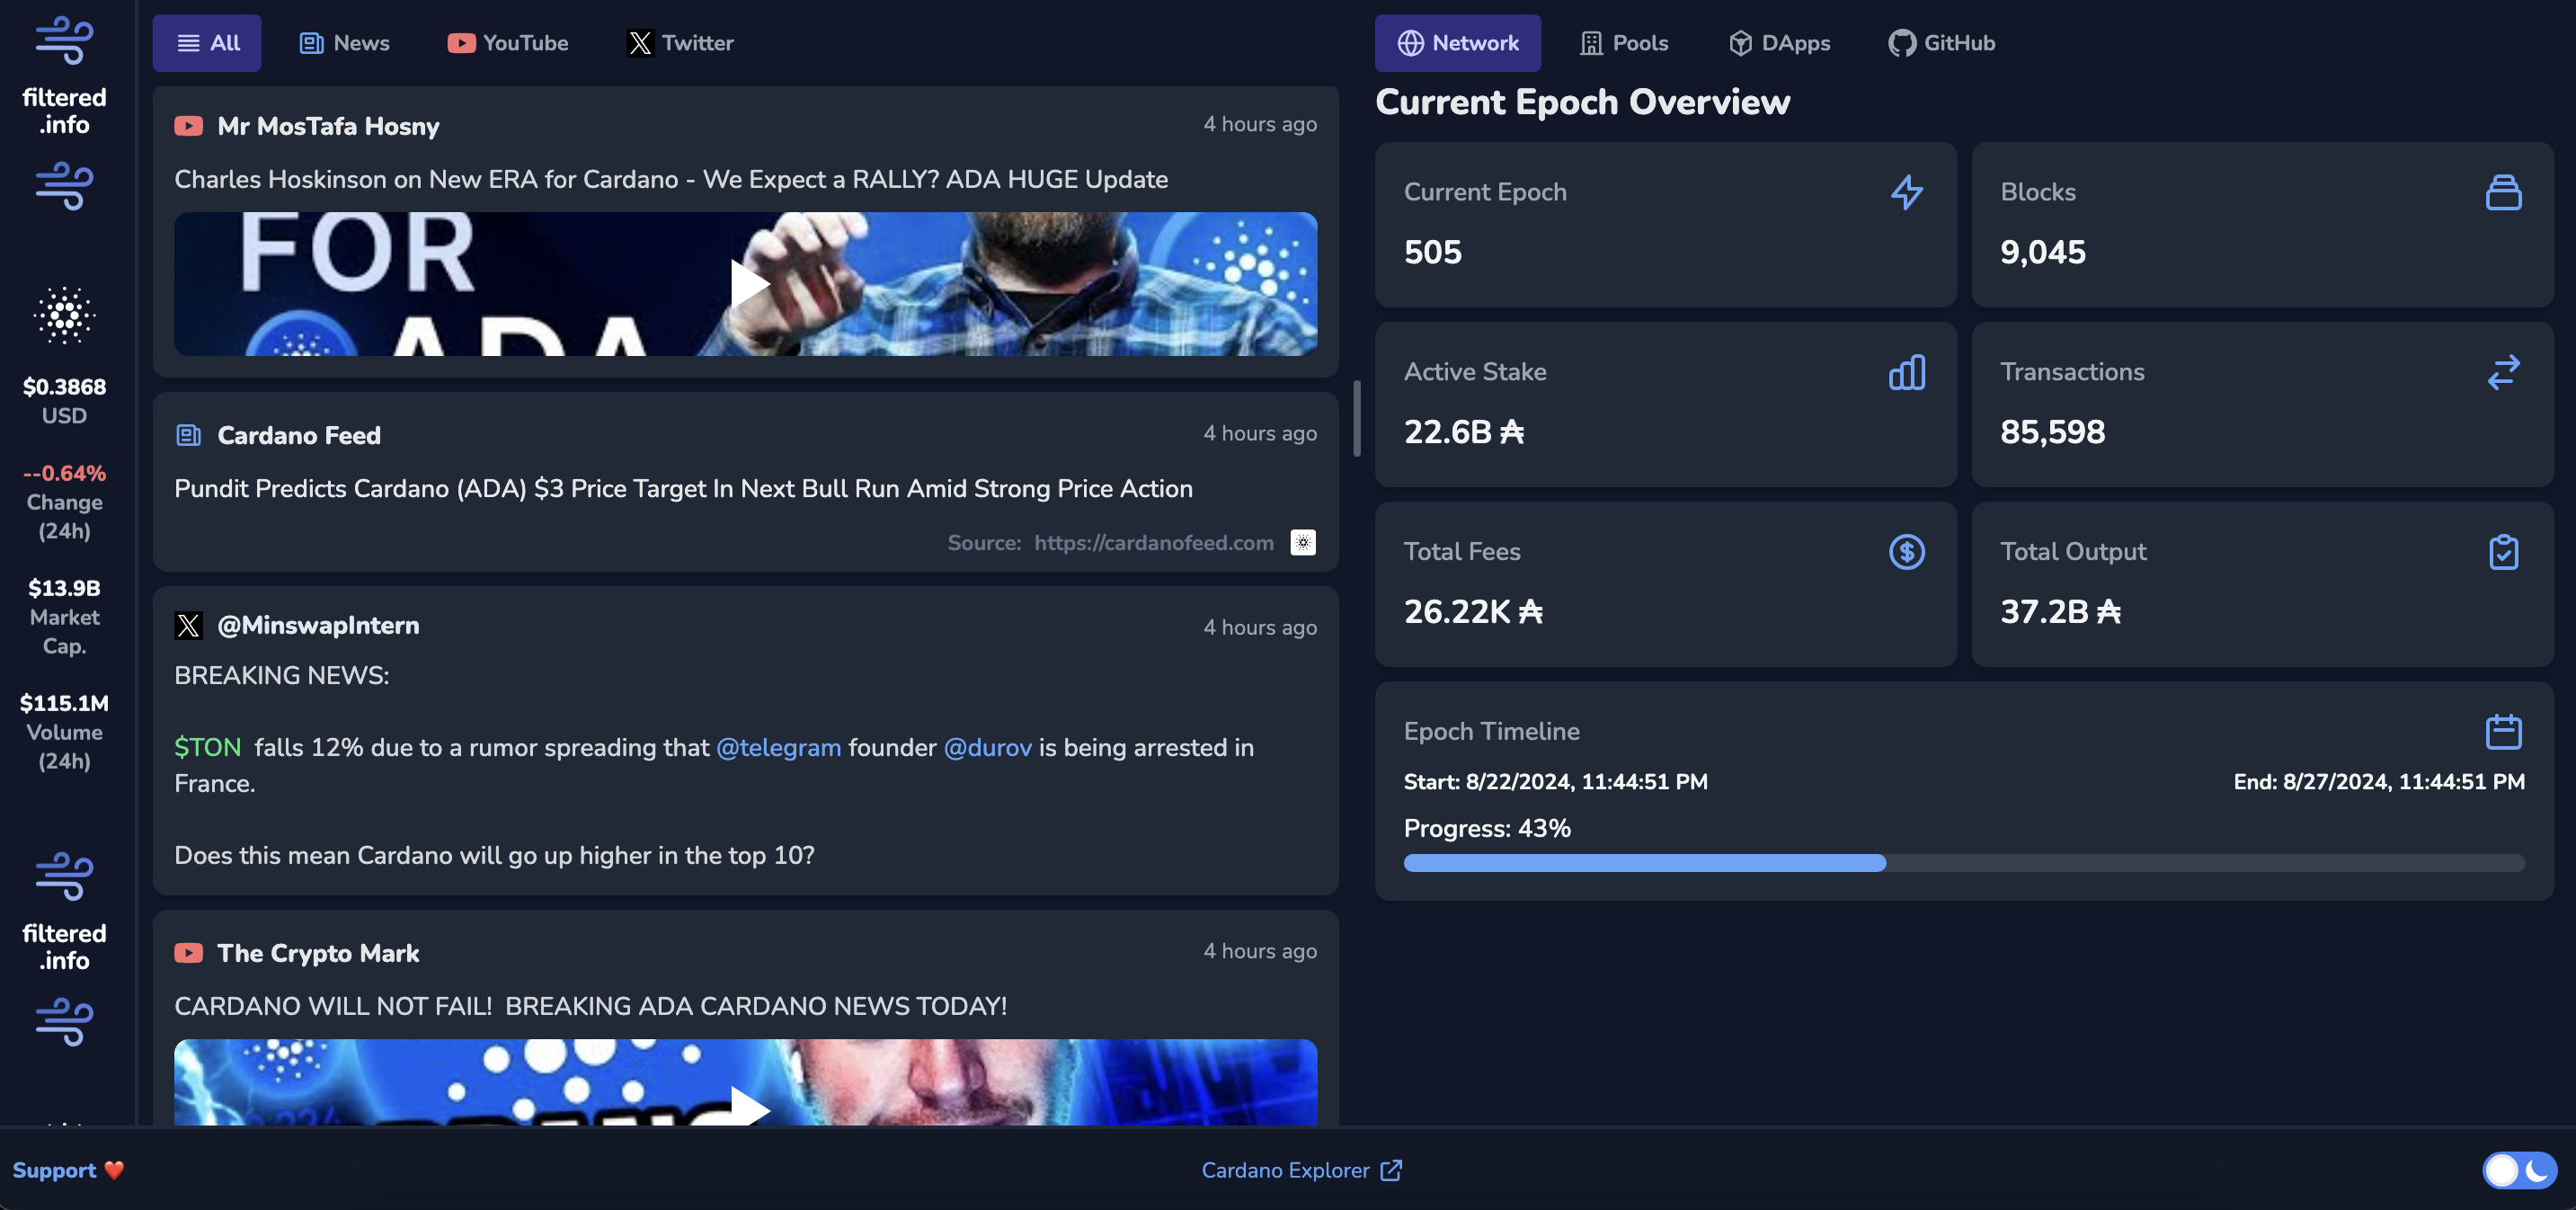 filtered
.info
$0.3868
USD
--0.64%
Change
(24h)
$13.9B
Market
Cap.
$115.1M
Volume
(24h)
filtered
.info
All
News
YouTube
Twitter
Mr MosTafa Hosny
4 hours ago
Charles Hoskinson on New ERA for Cardano - We Expect a RALLY? ADA HUGE Update
FOR
ADA
Cardano Feed
4 hours ago
Pundit Predicts Cardano (ADA) $3 Price Target In Next Bull Run Amid Strong Price Action
Source: https://cardanofeed.com
@MinswapIntern
4 hours ago
BREAKING NEWS:
$TON falls 12% due to a rumor spreading that @telegram founder @durov is being arrested in
France.
Does this mean Cardano will go up higher in the top 10?
The Crypto Mark
4 hours ago
CARDANO WILL NOT FAIL! BREAKING ADA CARDANO NEWS TODAY!
Network
Pools
DApps
GitHub
Current Epoch Overview
Current Epoch
505
Blocks
9,045
Active Stake
22.6B ₳
Transactions
85,598
Total Fees
26.22K ₳
Total Output
37.2B ₳
Epoch Timeline
Start: 8/22/2024, 11:44:51 PM
End: 8/27/2024, 11:44:51 PM
Progress: 43%
Support ❤️
Cardano Explorer